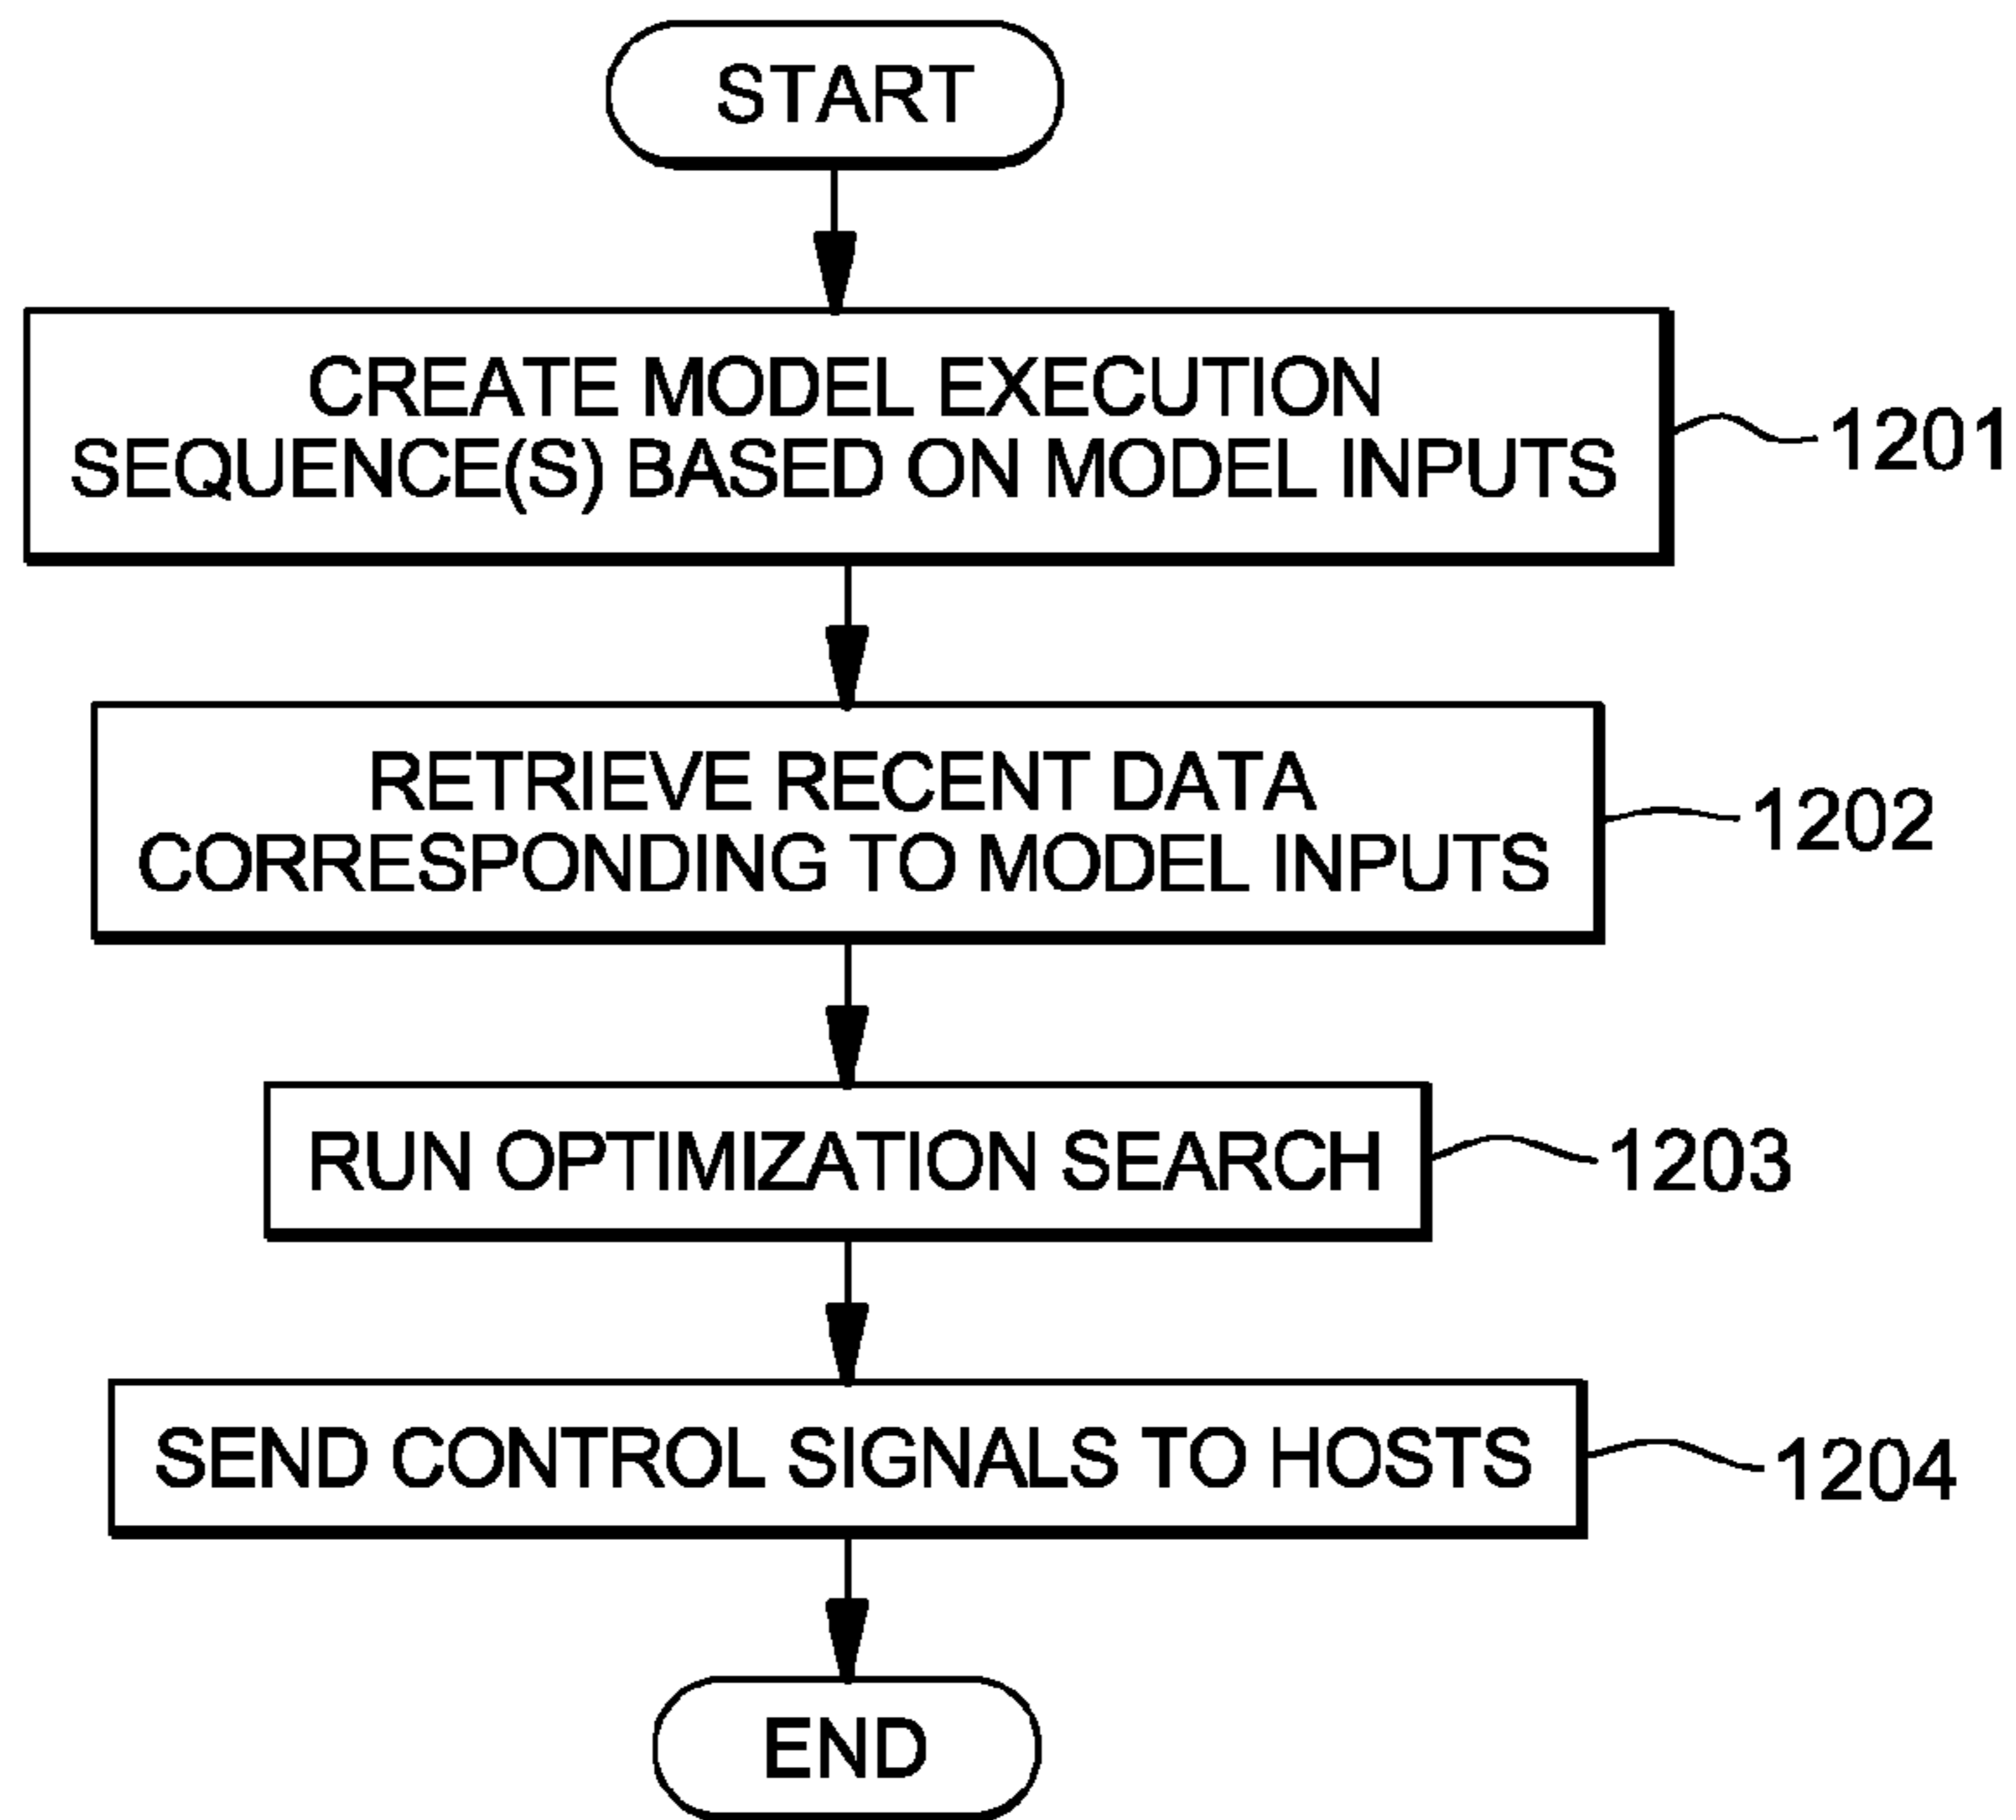 START
CREATE MODEL EXECUTION
SEQUENCE(S) BASED ON MODEL INPUTS
1201
RETRIEVE RECENT DATA
CORRESPONDING TO MODEL INPUTS
1202
RUN OPTIMIZATION SEARCH
1203
SEND CONTROL SIGNALS TO HOSTS
1204
END